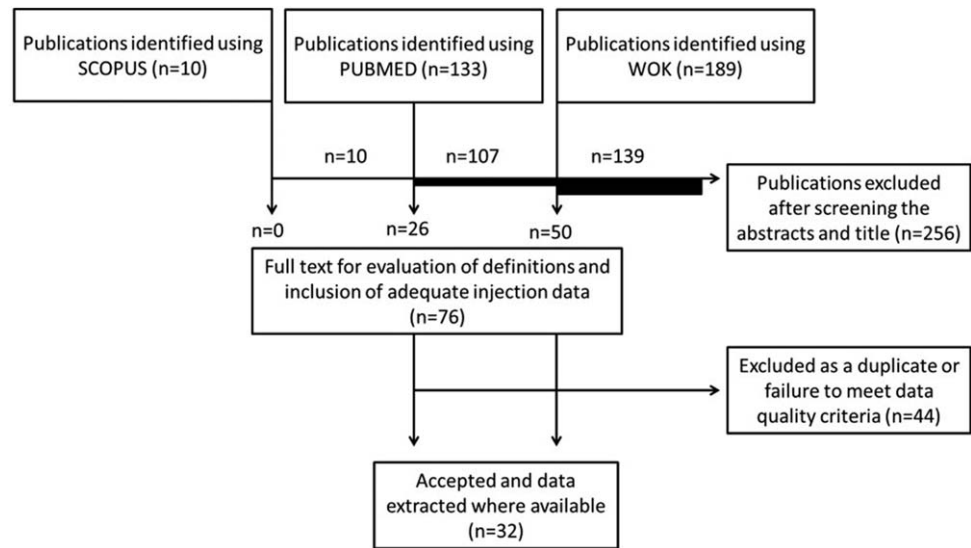 Publications identified using
SCOPUS (n=10)
Publications identified using
PUBMED (n=133)
Publications identified using
WOK (n=189)
n=10
n=107
n=139
Publications excluded
after screening the
abstracts and title (n=256)
n=0
n=26
n=50
Full text for evaluation of definitions and
inclusion of adequate injection data
(n=76)
Excluded as a duplicate or
failure to meet data
quality criteria (n=44)
Accepted and data
extracted where available
(n=32)